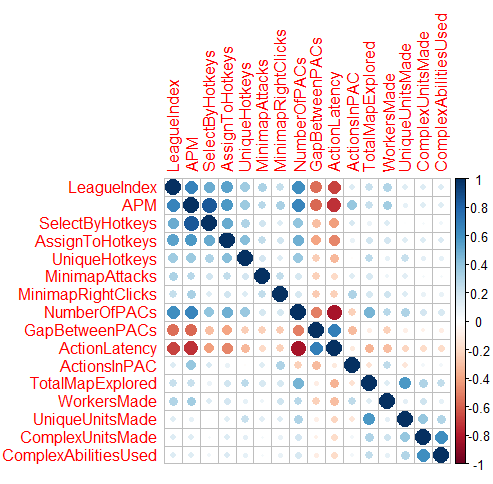 LeagueIndex
APM
SelectByHotkeys
AssignToHotkeys
UniqueHotkeys
MinimapAttacks
MinimapRightClicks
NumberOfPACs
GapBetweenPACs
ActionLatency
ActionsInPAC
TotalMapExplored
WorkersMade
UniqueUnitsMade
ComplexUnitsMade
ComplexAbilitiesUsed
LeagueIndex
APM
SelectByHotkeys
AssignToHotkeys
UniqueHotkeys
MinimapAttacks
MinimapRightClicks
NumberOfPACs
GapBetweenPACs
ActionLatency
ActionsInPAC
TotalMapExplored
WorkersMade
UniqueUnitsMade
ComplexUnitsMade
ComplexAbilitiesUsed
1
0.8
0.6
0.4
0.2
0
-0.2
-0.4
-0.6
-0.8
-1